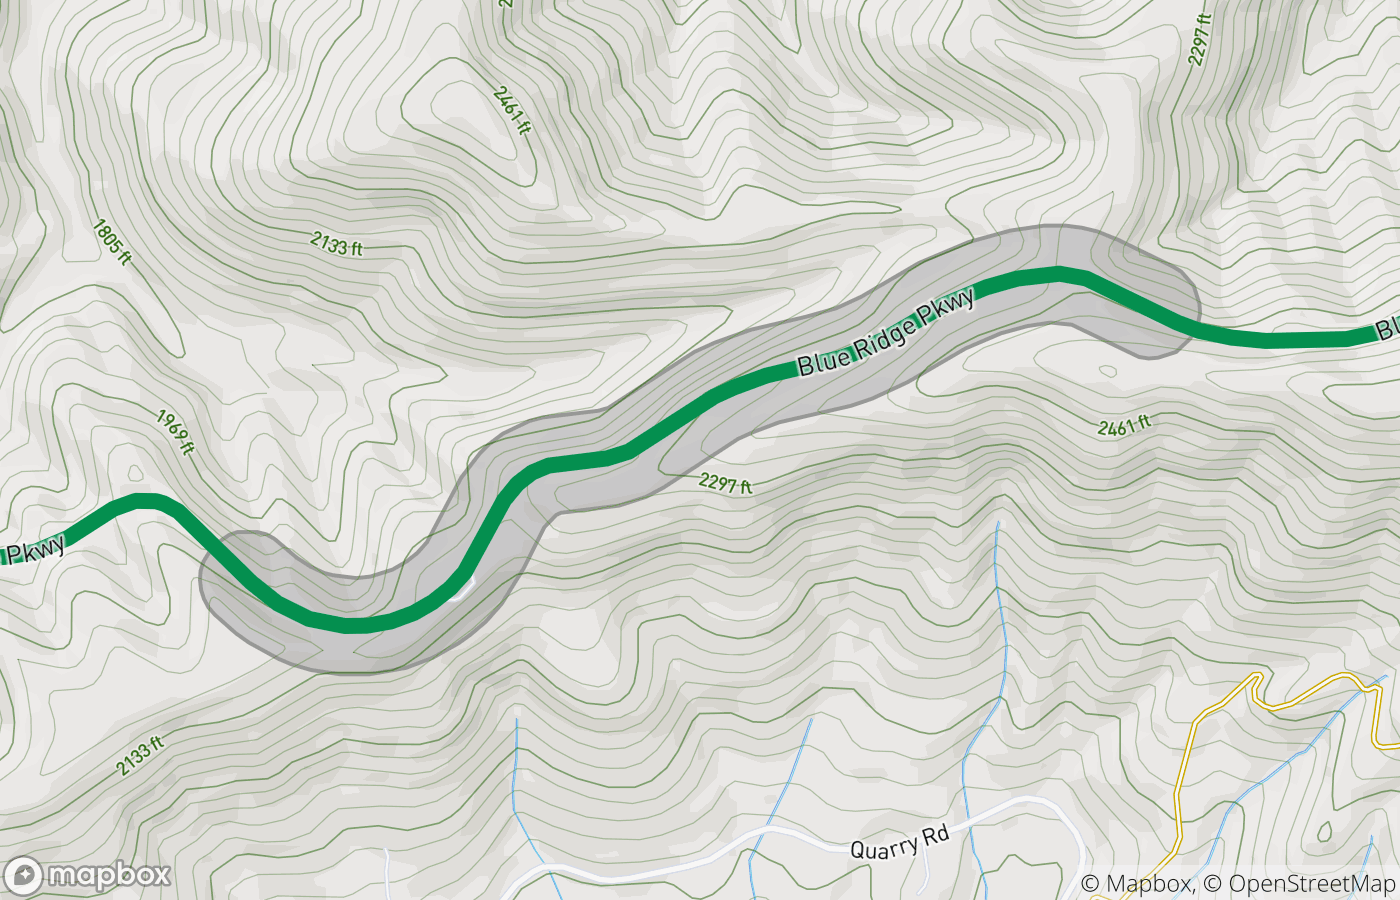 2297 ft
2461 ft
1805 ft
2133 ft
Blue Ridge Pkwy
1969 ft
2461 ft
2297 ft
Pkwy
2133 ft
Quarry Rd
mapbox
© Mapbox, © OpenStreetMap